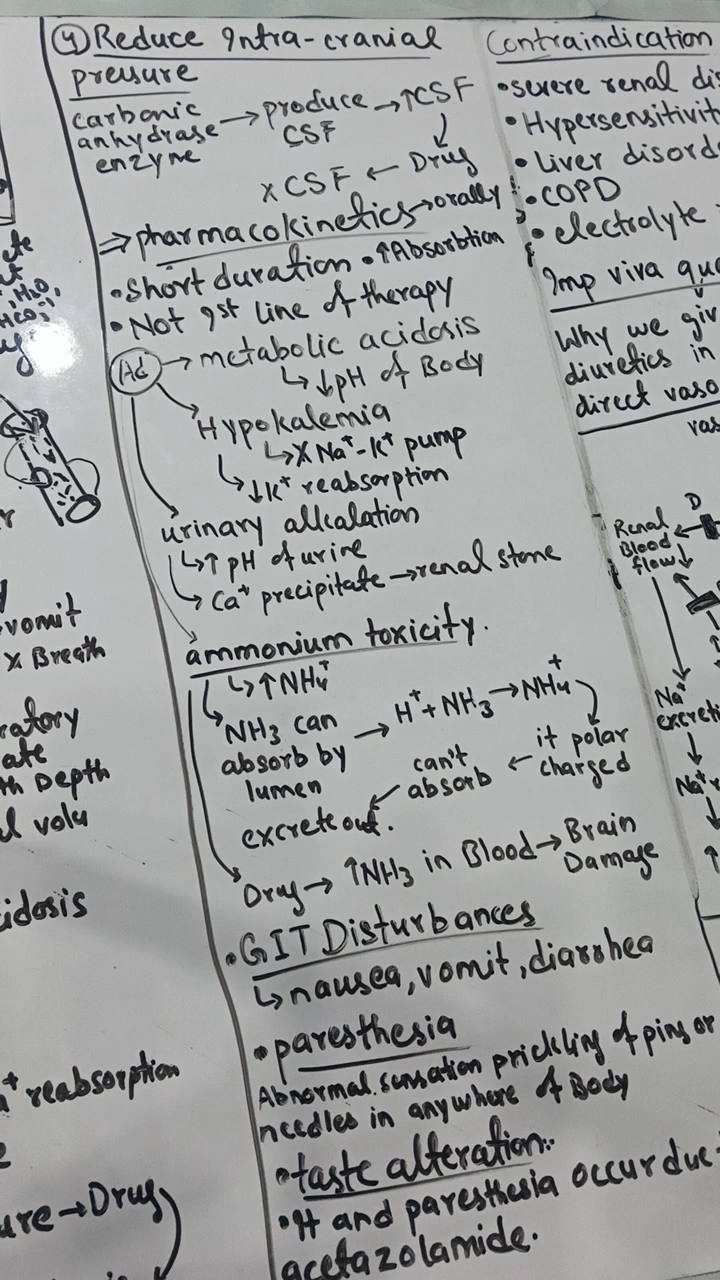 ④ Reduce Intra-cranial
pressure
carbonic
anhydrase
enzyme → produce
CSF → ↑CSF
↓
Drug
x CSF ←
⇒ pharmacokinetics → orally
• Short duration • ↑Absorbtion
• Not 1st line of therapy
Ad → metabolic acidosis
↳ ↓pH of Body
Hypokalemia
↳ X Na⁺-K⁺ pump
↳ ↓K⁺ reabsorption
urinary alkalation
↳ ↑ pH of urine
↳ Ca⁺ precipitate → renal stone
ammonium toxicity.
↳ ↑NH₄⁺
NH₃ can
absorb by
lumen → H⁺ + NH₃ → NH₄⁺
it polar
charged
← can't
absorb
excrete out.
Drug → ↑NH₃ in Blood → Brain
Damage
• GIT Disturbances
↳ nausea, vomit, diarrhea
• paresthesia
Abnormal sensation prickling of pins or
needles in anywhere of Body
• taste alteration:
• It and paresthesia occur due
acetazolamide.
Contraindication
• severe renal dis
• Hypersensitivit
• Liver disord
• COPD
• electrolyte
Imp viva que
Why we giv
diuretics in
direct vaso
vas
D
Renal
Blood
flow↓
Na⁺
excreti
↓
Na⁺
↓
↑
H₂O,
HCO₃
vomit
x Breath
ratory
ate
th Depth
l volu
cidosis
⁺ reabsorption
ure → Drug